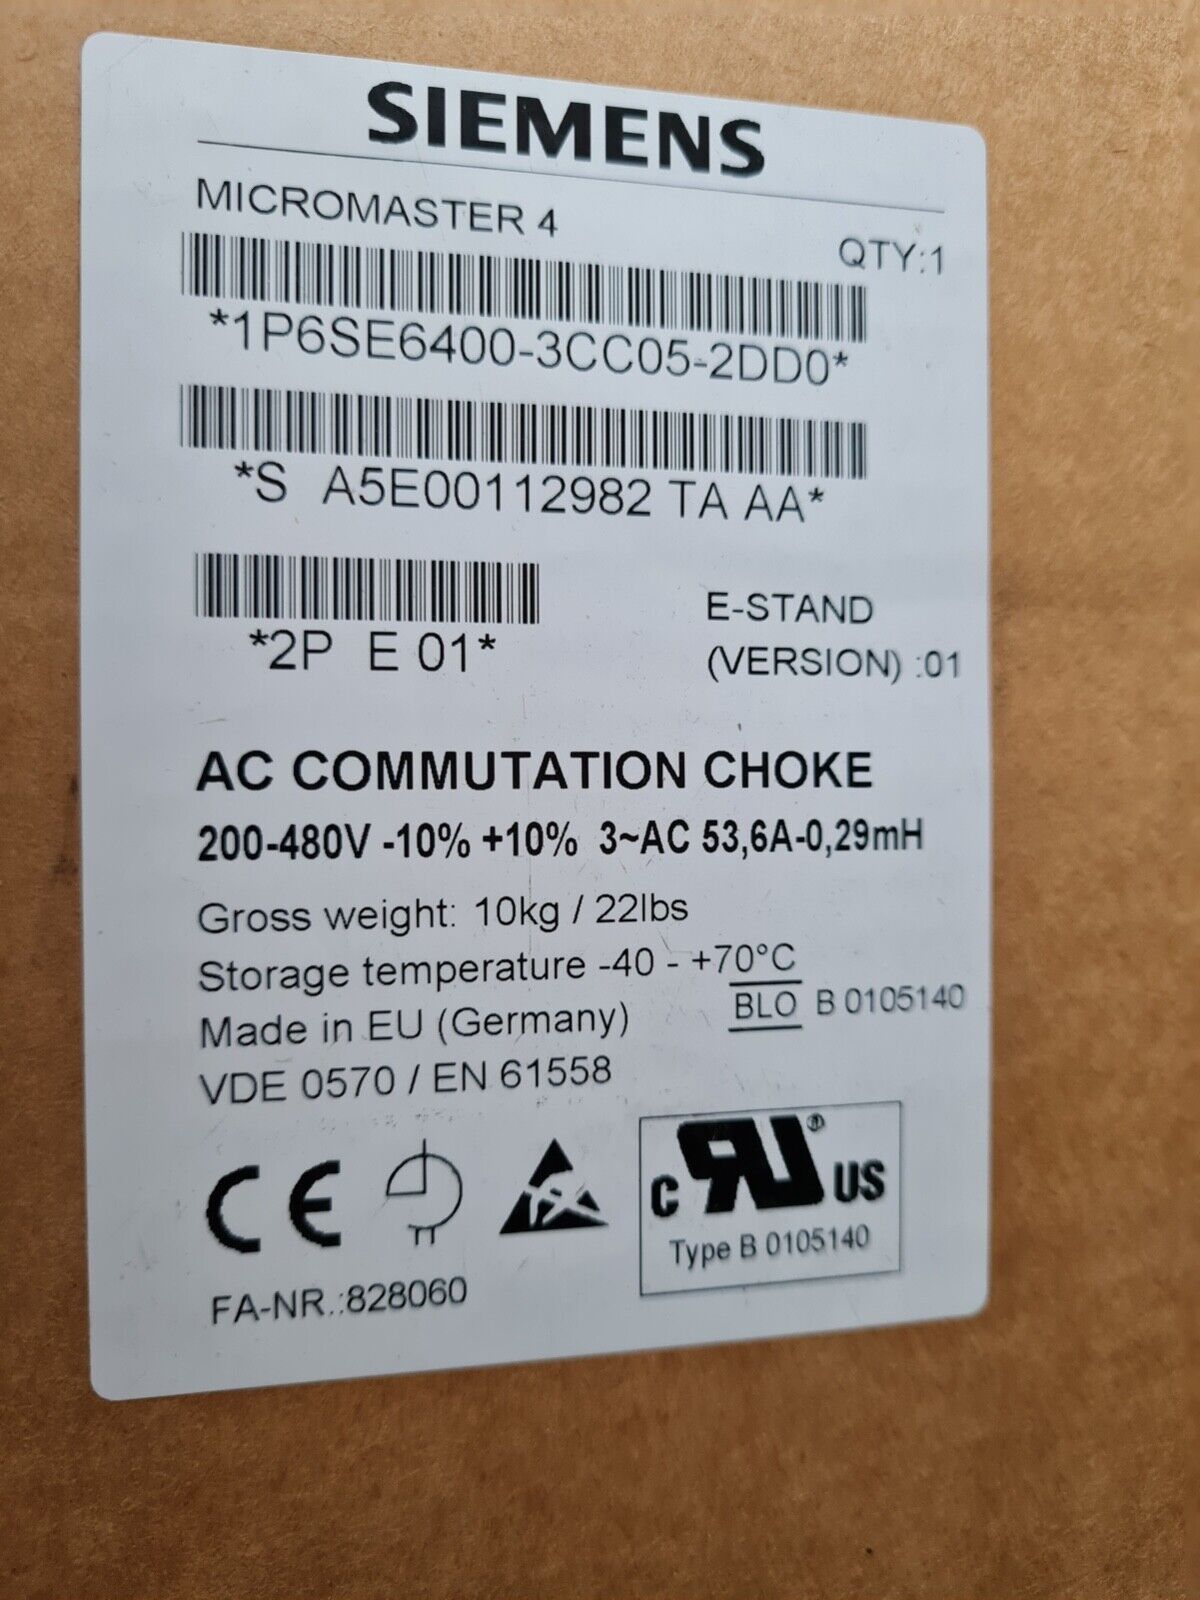 SIEMENS
MICROMASTER 4
QTY:1
*1P6SE6400-3CC05-2DD0*
*S A5E00112982 TA AA*
*2P E 01*
E-STAND
(VERSION) :01
AC COMMUTATION CHOKE
200-480V -10% +10% 3~AC 53,6A-0,29mH
Gross weight: 10kg / 22lbs
Storage temperature -40 - +70°C
Made in EU (Germany)
BLO B 0105140
VDE 0570 / EN 61558
CE
c RU® US
Type B 0105140
FA-NR.:828060